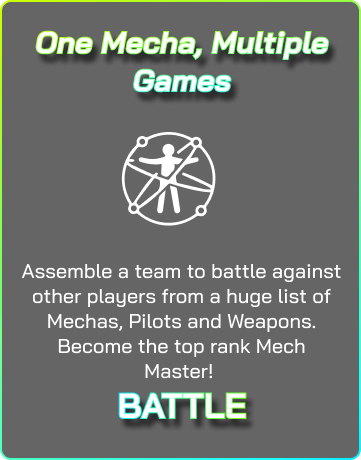 One Mecha, Multiple
Games
Assemble a team to battle against
other players from a huge list of
Mechas, Pilots and Weapons.
Become the top rank Mech
Master!
BATTLE